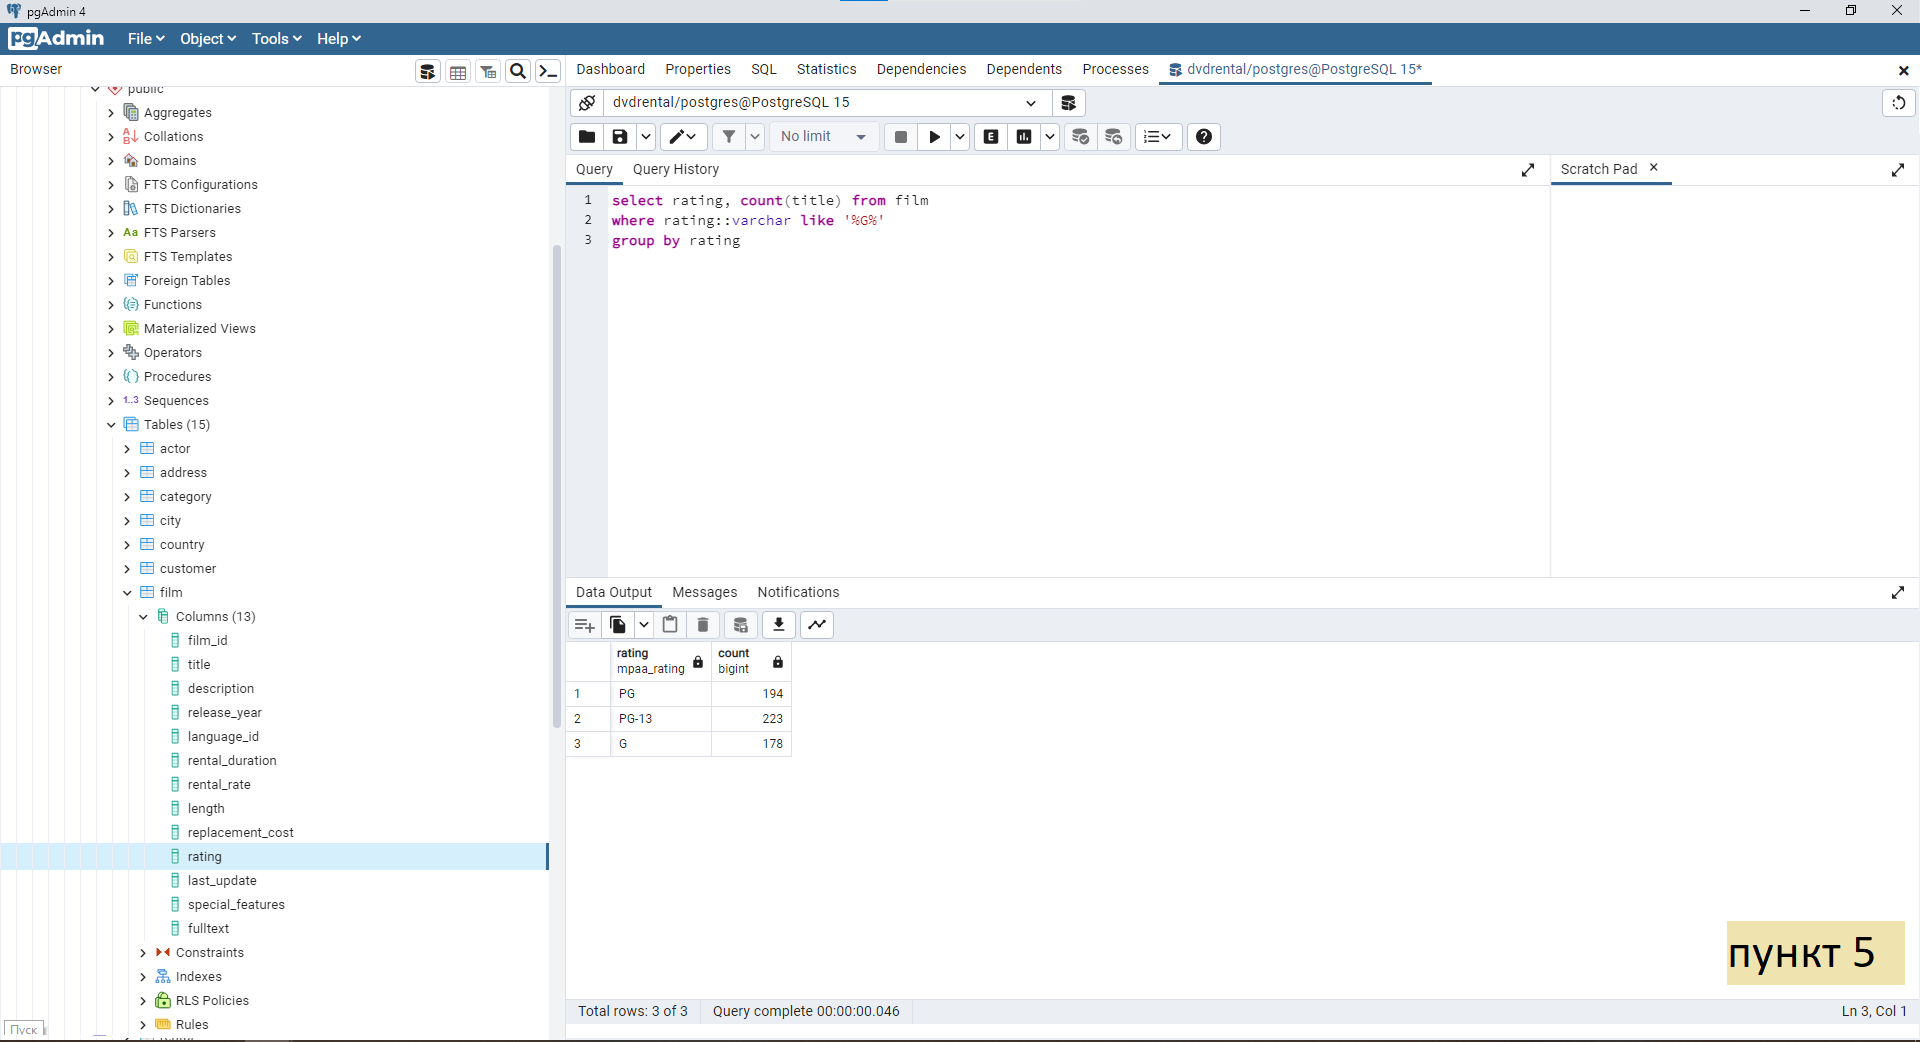 pgAdmin 4
pgAdmin File Object Tools Help
Browser
Dashboard Properties SQL Statistics Dependencies Dependents Processes dvdrental/postgres@PostgreSQL 15*
public
Aggregates
Collations
Domains
FTS Configurations
FTS Dictionaries
Aa FTS Parsers
FTS Templates
Foreign Tables
Functions
Materialized Views
Operators
Procedures
1..3 Sequences
Tables (15)
actor
address
category
city
country
customer
film
Columns (13)
film_id
title
description
release_year
language_id
rental_duration
rental_rate
length
replacement_cost
rating
last_update
special_features
fulltext
Constraints
Indexes
RLS Policies
Rules
Пуск
dvdrental/postgres@PostgreSQL 15
No limit
E
Query Query History
Scratch Pad
1 select rating, count(title) from film
2 where rating::varchar like '%G%'
3 group by rating
Data Output Messages Notifications
rating count
mpaa_rating bigint
1 PG 194
2 PG-13 223
3 G 178
пункт 5
Total rows: 3 of 3 Query complete 00:00:00.046 Ln 3, Col 1